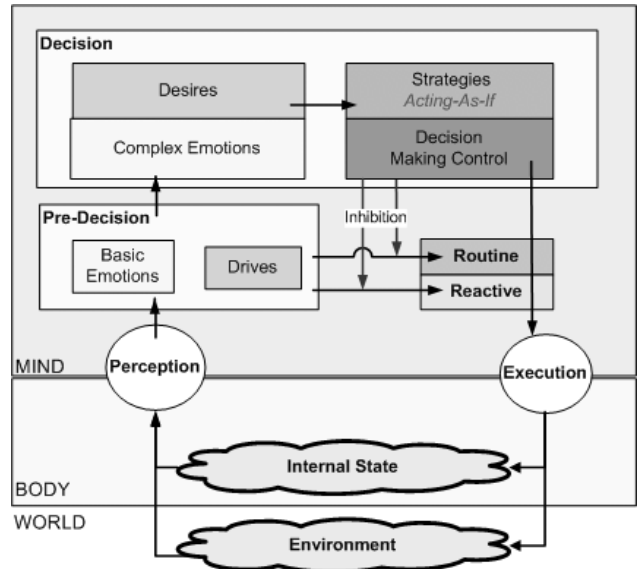 Decision
Desires
Complex Emotions
Strategies
Acting-As-If
Decision
Making Control
Inhibition
Pre-Decision
Basic
Emotions
Drives
Routine
Reactive
MIND
Perception
Execution
Internal State
BODY
WORLD
Environment